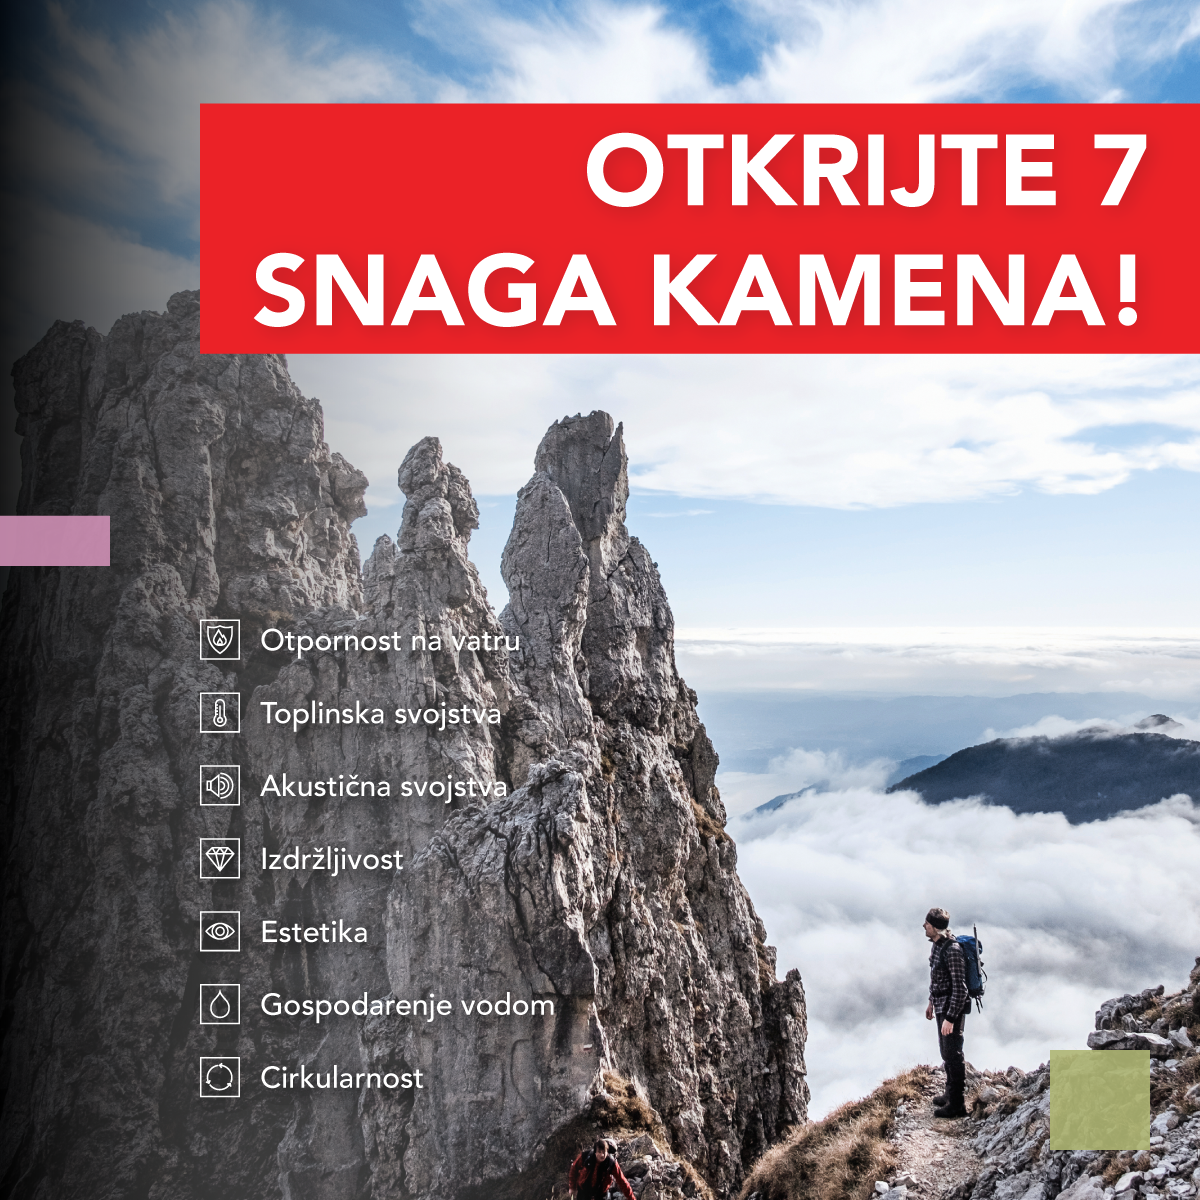 OTKRIJTE 7
SNAGA KAMENA!
Otpornost na vatru
Toplinska svojstva
Akustična svojstva
Izdržljivost
Estetika
Gospodarenje vodom
Cirkularnost